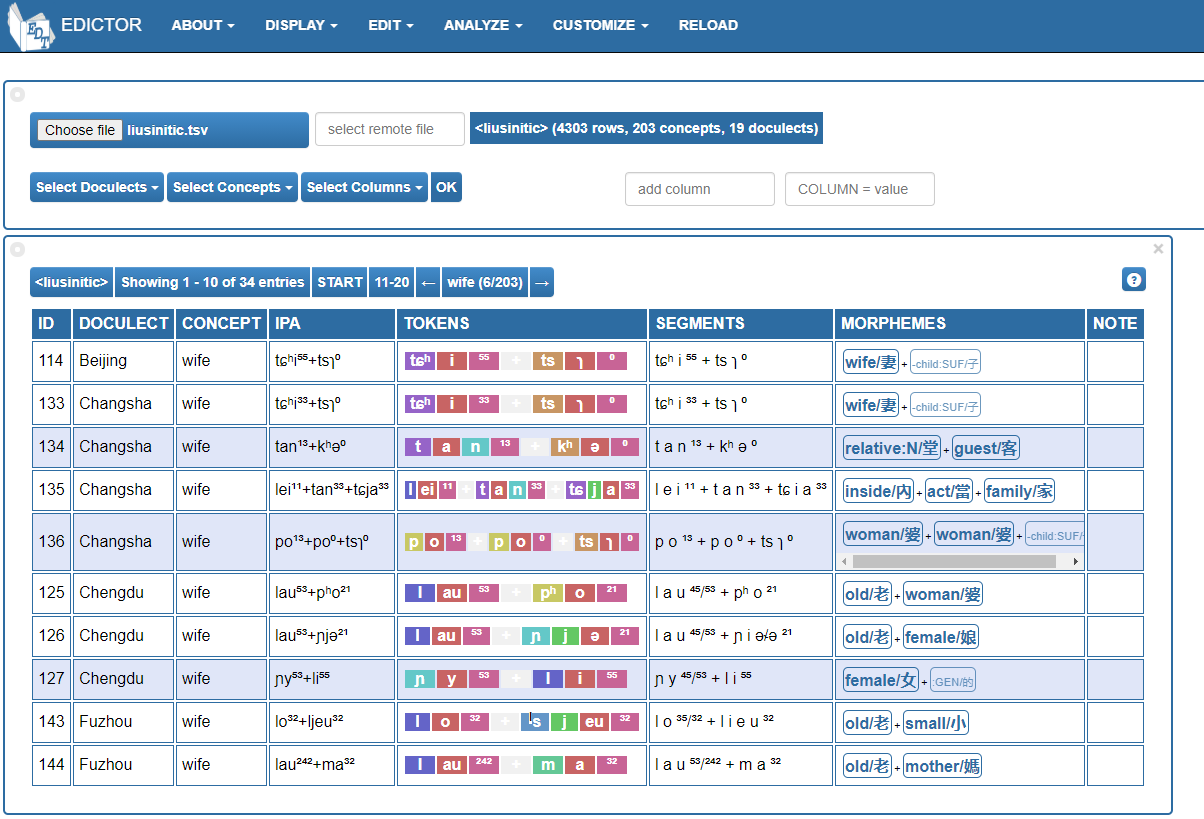 EDICTOR ABOUT DISPLAY EDIT ANALYZE CUSTOMIZE RELOAD
Choose file liusinitic.tsv select remote file <liusinitic> (4303 rows, 203 concepts, 19 doculects)
Select Doculects Select Concepts Select Columns OK add column COLUMN = value
<liusinitic> Showing 1 - 10 of 34 entries START 11-20 ← wife (6/203) → ?
ID DOCULECT CONCEPT IPA TOKENS SEGMENTS MORPHEMES NOTE
114 Beijing wife tɕʰi⁵⁵+tsɿ⁰ tɕʰ i ⁵⁵ + ts ɿ ⁰ tɕʰ i ⁵⁵ + ts ɿ ⁰ wife/妻 + -child:SUF/子
133 Changsha wife tɕʰi³³+tsɿ⁰ tɕʰ i ³³ + ts ɿ ⁰ tɕʰ i ³³ + ts ɿ ⁰ wife/妻 + -child:SUF/子
134 Changsha wife tan¹³+kʰə⁰ t a n ¹³ + kʰ ə ⁰ t a n ¹³ + kʰ ə ⁰ relative:N/堂 + guest/客
135 Changsha wife lei¹¹+tan³³+tɕja³³ l ei ¹¹ + t a n ³³ + tɕ j a ³³ l e i ¹¹ + t a n ³³ + tɕ i a ³³ inside/內 + act/當 + family/家
136 Changsha wife po¹³+po⁰+tsɿ⁰ p o ¹³ + p o ⁰ + ts ɿ ⁰ p o ¹³ + p o ⁰ + ts ɿ ⁰ woman/婆 + woman/婆 + -child:SUF/
125 Chengdu wife lau⁵³+pʰo²¹ l au ⁵³ + pʰ o ²¹ l a u ⁴⁵/⁵³ + pʰ o ²¹ old/老 + woman/婆
126 Chengdu wife lau⁵³+ɲjə²¹ l au ⁵³ + ɲ j ə ²¹ l a u ⁴⁵/⁵³ + ɲ i ɚ/ə ²¹ old/老 + female/娘
127 Chengdu wife ɲy⁵³+li⁵⁵ ɲ y ⁵³ + l i ⁵⁵ ɲ y ⁴⁵/⁵³ + l i ⁵⁵ female/女 + :GEN/的
143 Fuzhou wife lo³²+ljeu³² l o ³² + s j eu ³² l o ³⁵/³² + l i e u ³² old/老 + small/小
144 Fuzhou wife lau²⁴²+ma³² l au ²⁴² + m a ³² l a u ⁵³/²⁴² + m a ³² old/老 + mother/媽